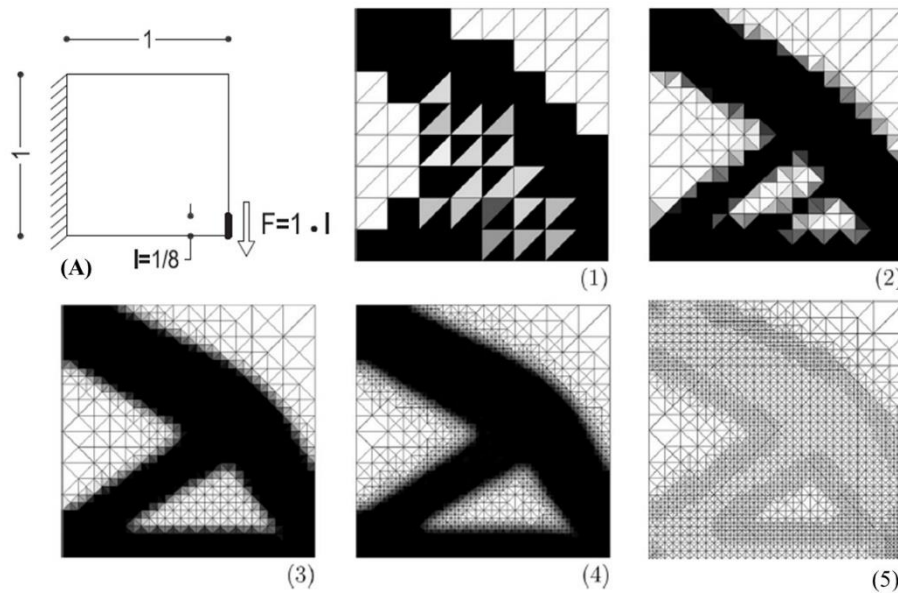 1
1
(A)
l=1/8
F=1 . l
(1)
(2)
(3)
(4)
(5)